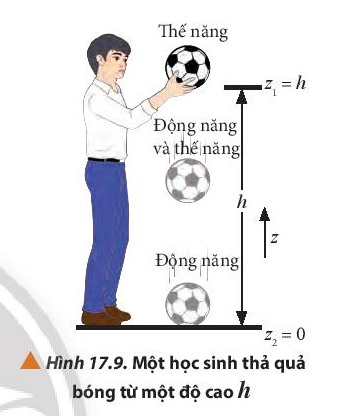 Thế năng
z₁ = h
Động năng
và thế năng
h
z
Động năng
z₂ = 0
▲ Hình 17.9. Một học sinh thả quả
bóng từ một độ cao h